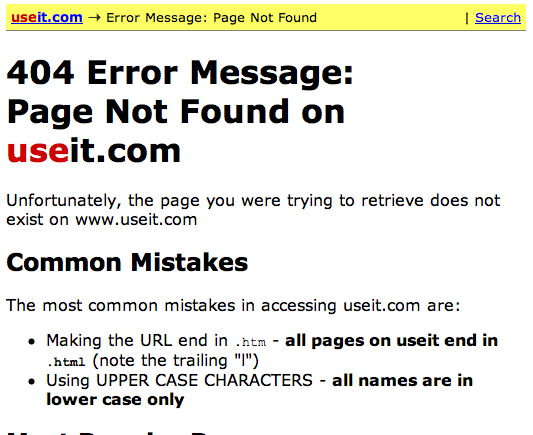 useit.com → Error Message: Page Not Found | Search
404 Error Message:
Page Not Found on
useit.com
Unfortunately, the page you were trying to retrieve does not
exist on www.useit.com
Common Mistakes
The most common mistakes in accessing useit.com are:
• Making the URL end in .htm - all pages on useit end in
.html (note the trailing "l")
• Using UPPER CASE CHARACTERS - all names are in
lower case only